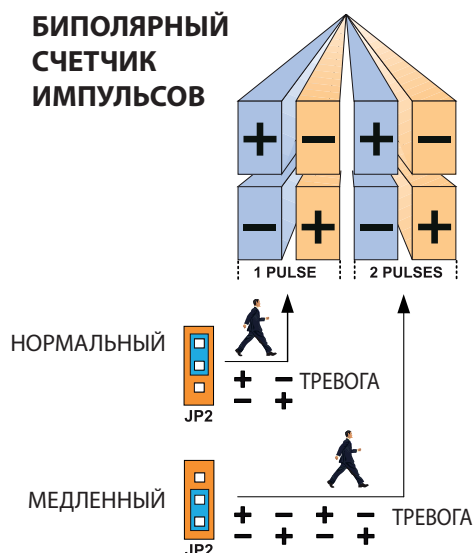 БИПОЛЯРНЫЙ
СЧЕТЧИК
ИМПУЛЬСОВ
+ − + −
− + − +
1 PULSE 2 PULSES
НОРМАЛЬНЫЙ
JP2
+ − ТРЕВОГА
− +
МЕДЛЕННЫЙ
JP2
+ − + − ТРЕВОГА
− + − +